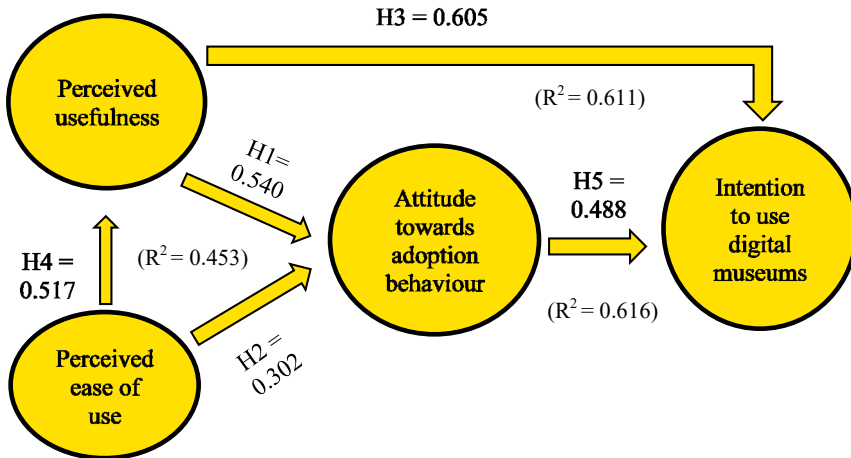 H3 = 0.605
Perceived
usefulness
(R² = 0.611)
H1=
0.540
Attitude
towards
adoption
behaviour
H5 =
0.488
Intention
to use
digital
museums
H4 =
0.517
(R² = 0.453)
(R² = 0.616)
H2 =
0.302
Perceived
ease of
use